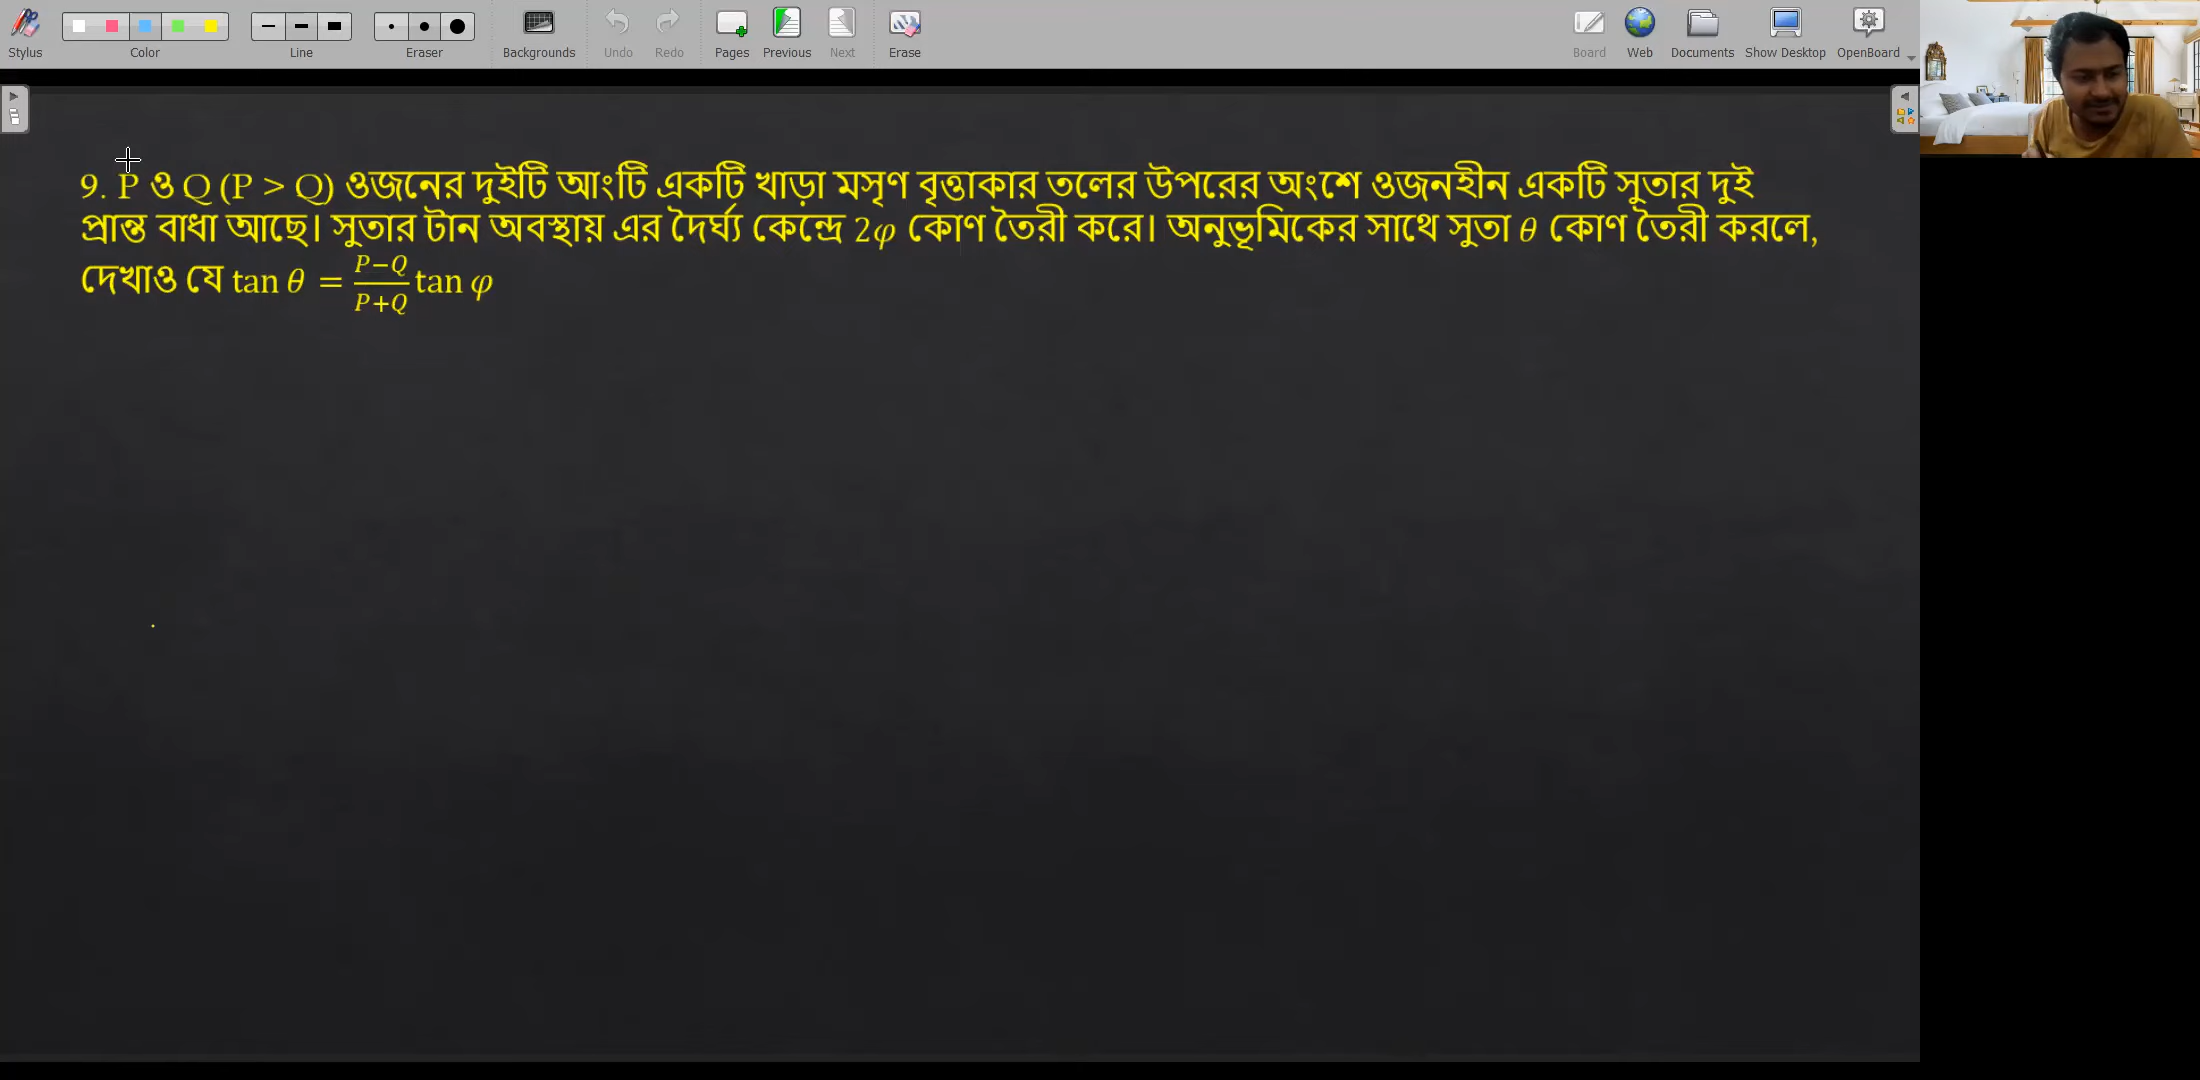 Stylus Color Line Eraser Backgrounds Undo Redo Pages Previous Next Erase Board Web Documents Show Desktop OpenBoard
9. P ও Q (P > Q) ওজনের দুইটি আংটি একটি খাড়া মসৃণ বৃত্তাকার তলের উপরের অংশে ওজনহীন একটি সুতার দুই
প্রান্ত বাধা আছে। সুতার টান অবস্থায় এর দৈর্ঘ্য কেন্দ্রে 2φ কোণ তৈরী করে। অনুভূমিকের সাথে সুতা θ কোণ তৈরী করলে,
দেখাও যে tan θ = \frac{P−Q}{P+Q} tan φ